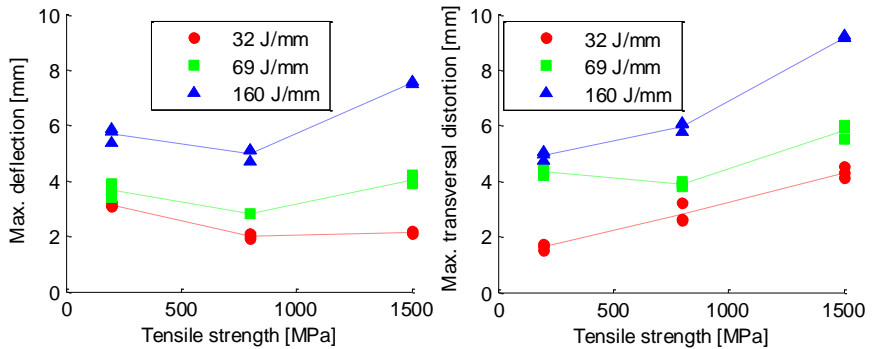 Max. deflection [mm]
10
8
6
4
2
0
32 J/mm
69 J/mm
160 J/mm
0 500 1000 1500
Tensile strength [MPa]
Max. transversal distortion [mm]
10
8
6
4
2
0
32 J/mm
69 J/mm
160 J/mm
0 500 1000 1500
Tensile strength [MPa]